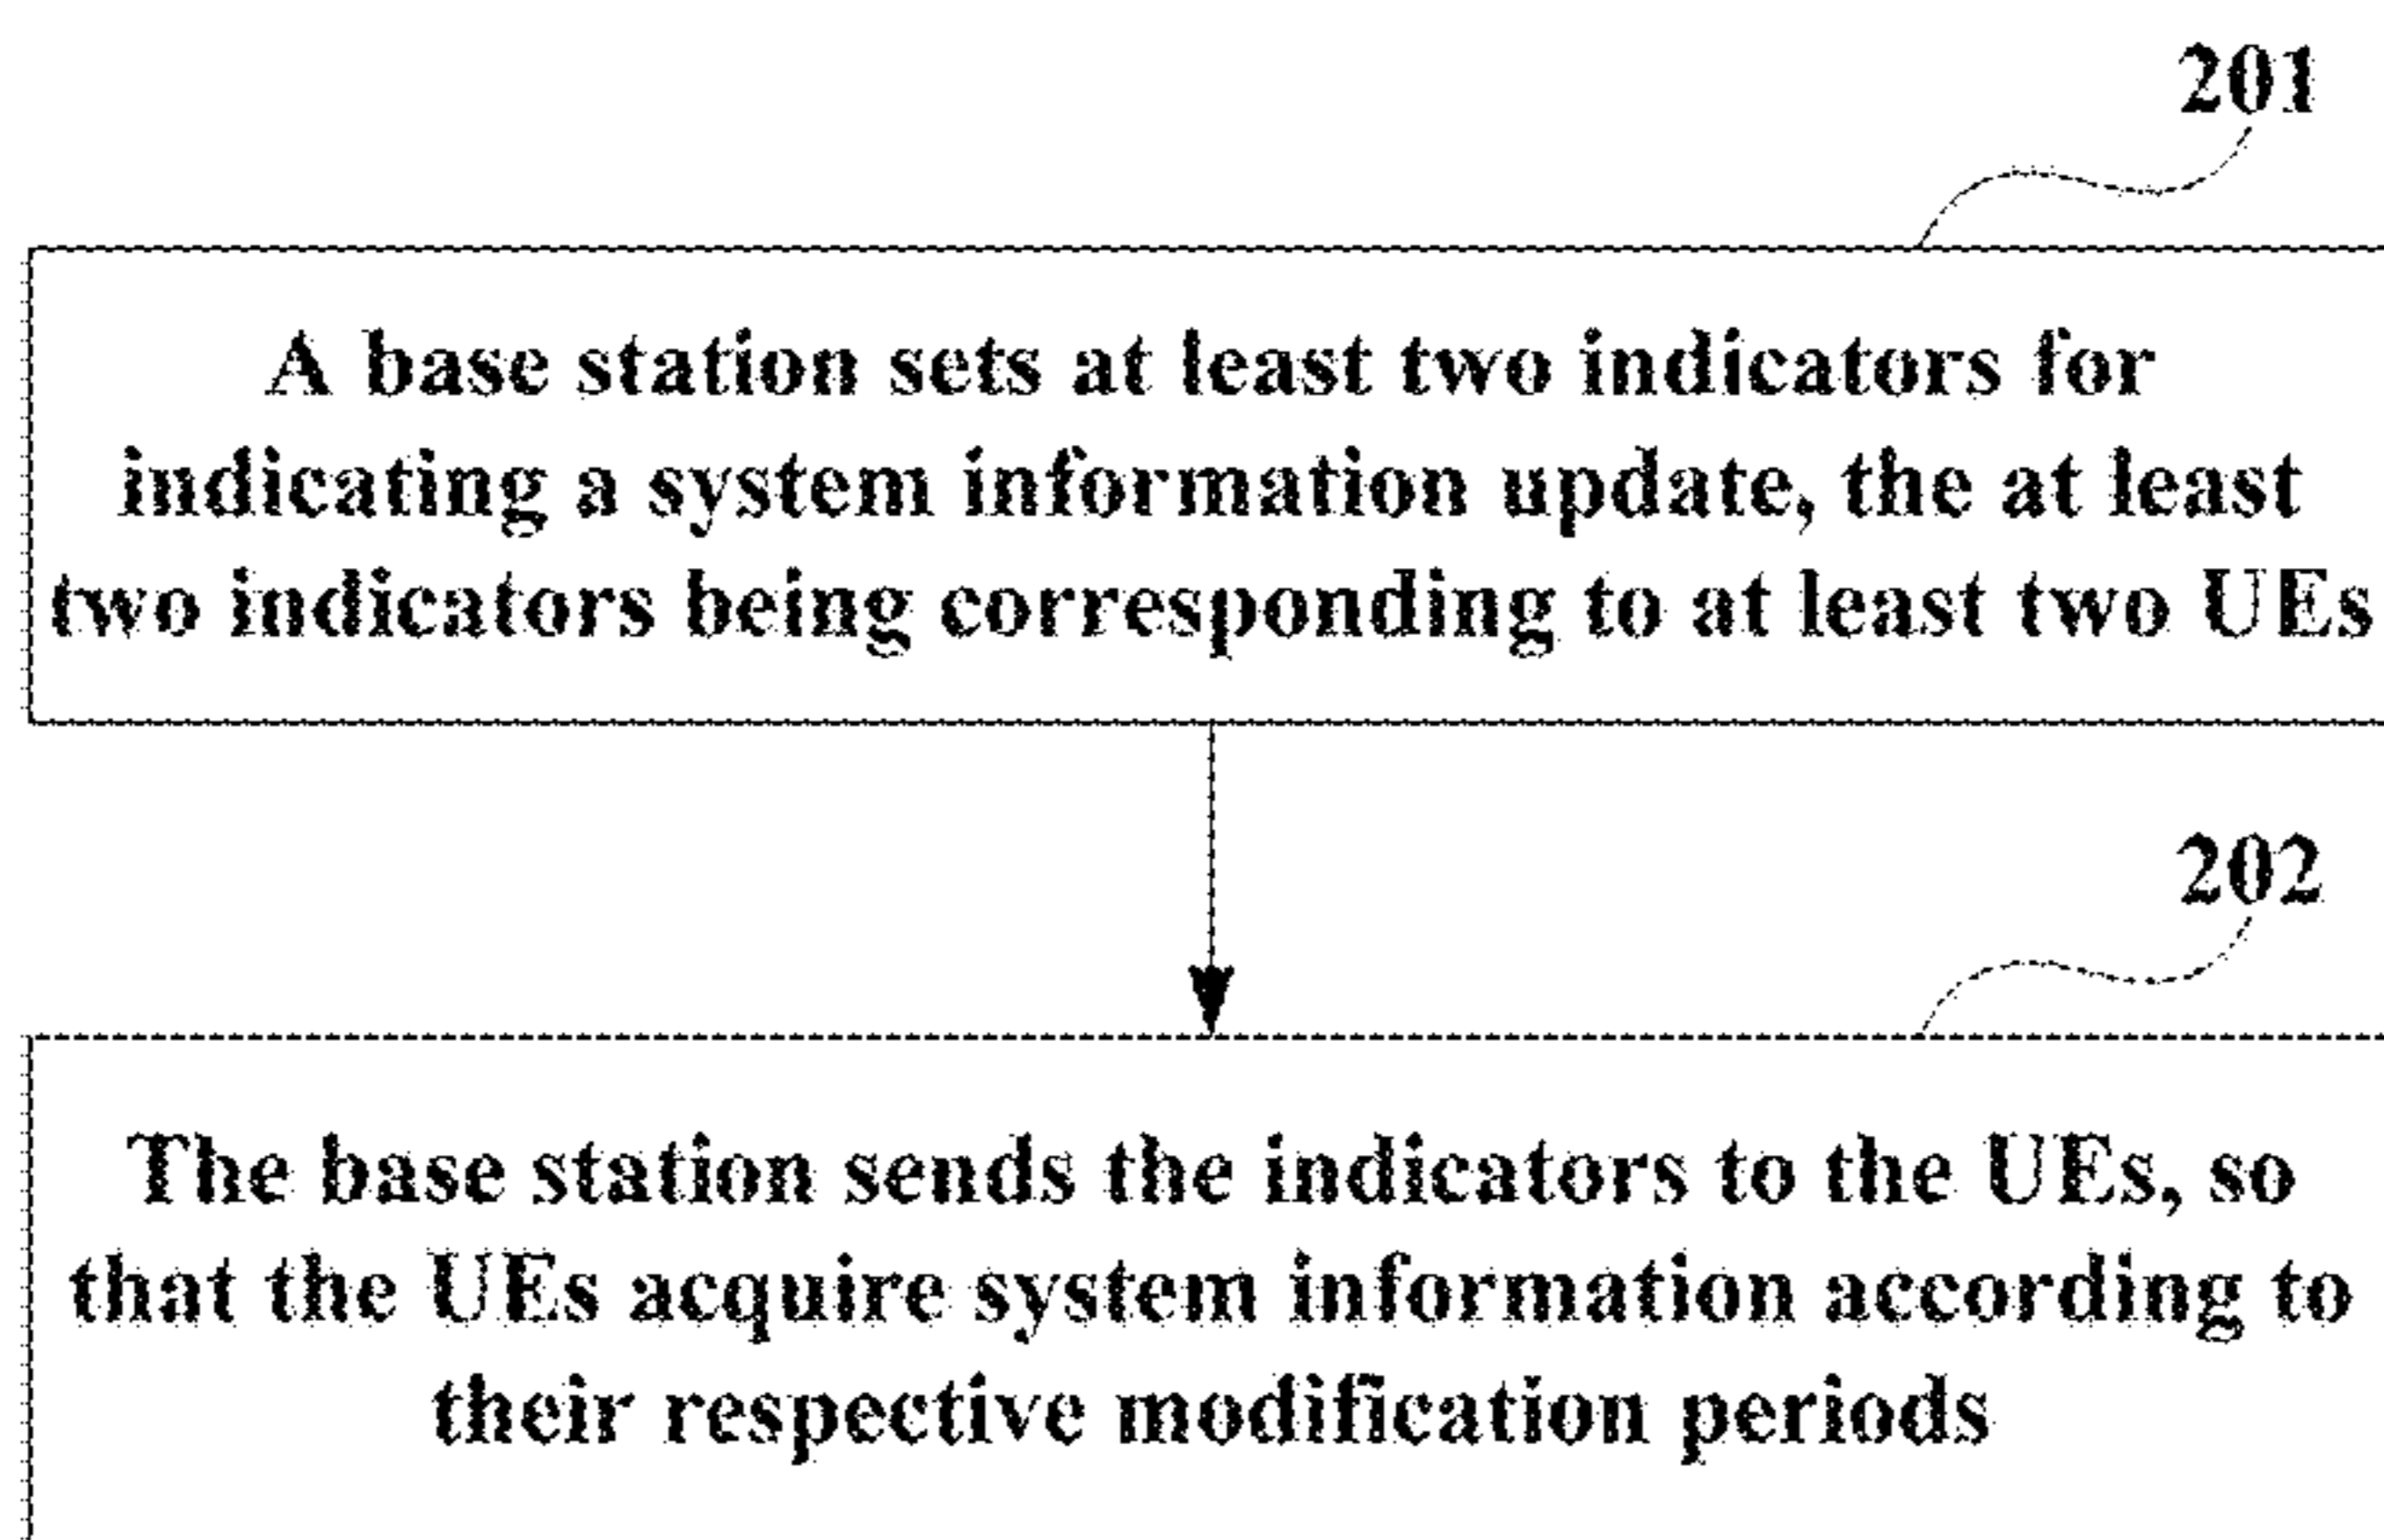 201
A base station sets at least two indicators for
indicating a system information update, the at least
two indicators being corresponding to at least two UEs
202
The base station sends the indicators to the UEs, so
that the UEs acquire system information according to
their respective modification periods